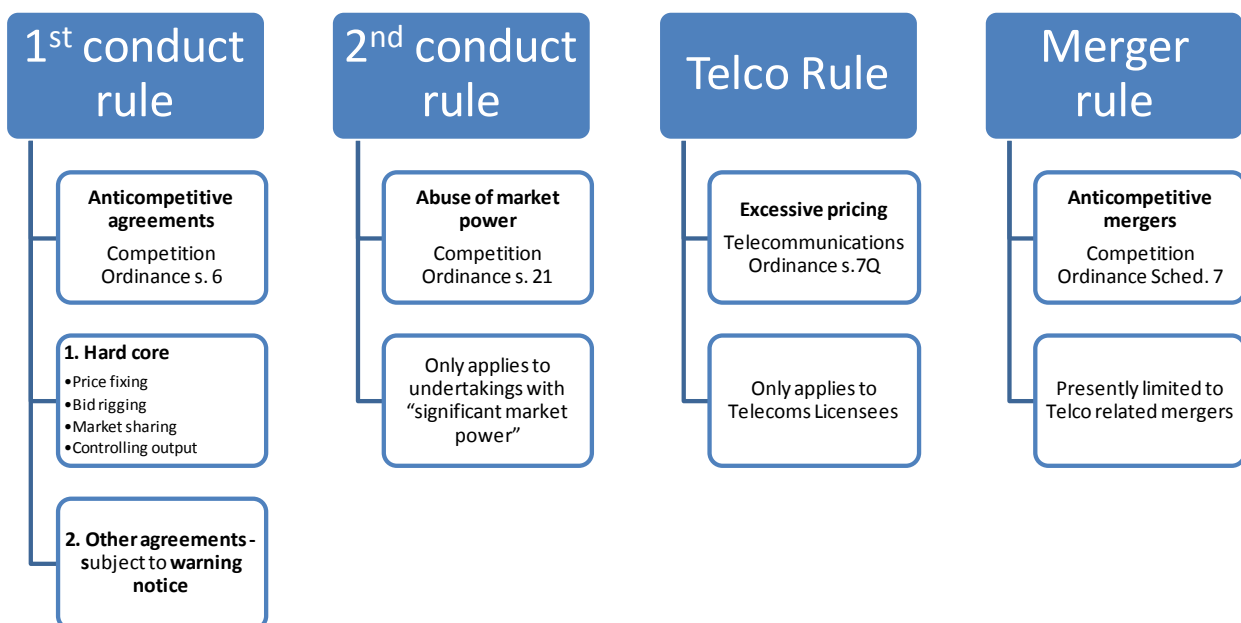 1st conduct
rule
Anticompetitive
agreements
Competition
Ordinance s. 6
1. Hard core
•Price fixing
•Bid rigging
•Market sharing
•Controlling output
2. Other agreements -
subject to warning
notice
2nd conduct
rule
Abuse of market
power
Competition
Ordinance s. 21
Only applies to
undertakings with
“significant market
power”
Telco Rule
Excessive pricing
Telecommunications
Ordinance s.7Q
Only applies to
Telecoms Licensees
Merger
rule
Anticompetitive
mergers
Competition
Ordinance Sched. 7
Presently limited to
Telco related mergers